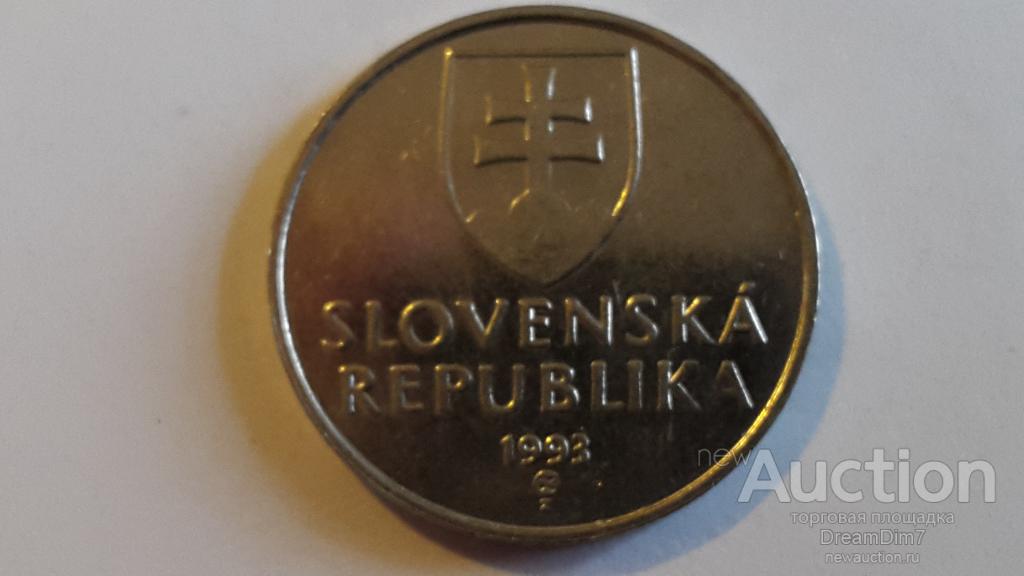 SLOVENSKÁ
REPUBLIKA
1993
newAuction
торговая площадка
DreamDim7
newauction.ru